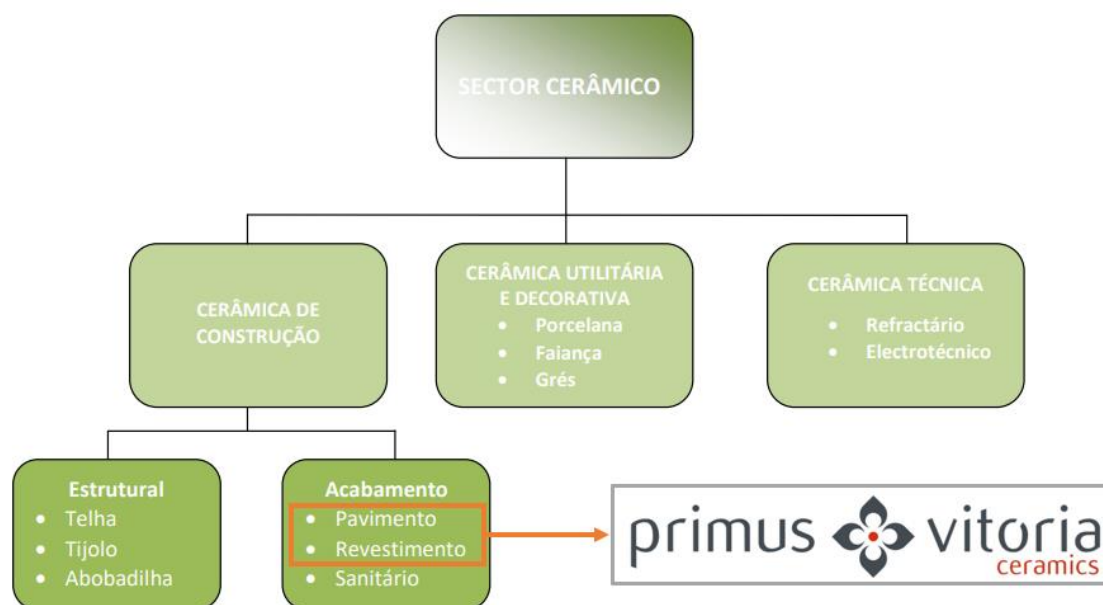 SECTOR CERÂMICO
CERÂMICA DE
CONSTRUÇÃO
CERÂMICA UTILITÁRIA
E DECORATIVA
• Porcelana
• Faiança
• Grés
CERÂMICA TÉCNICA
• Refractário
• Electrotécnico
Estrutural
• Telha
• Tijolo
• Abobadilha
Acabamento
• Pavimento
• Revestimento
• Sanitário
primus vitoria
ceramics